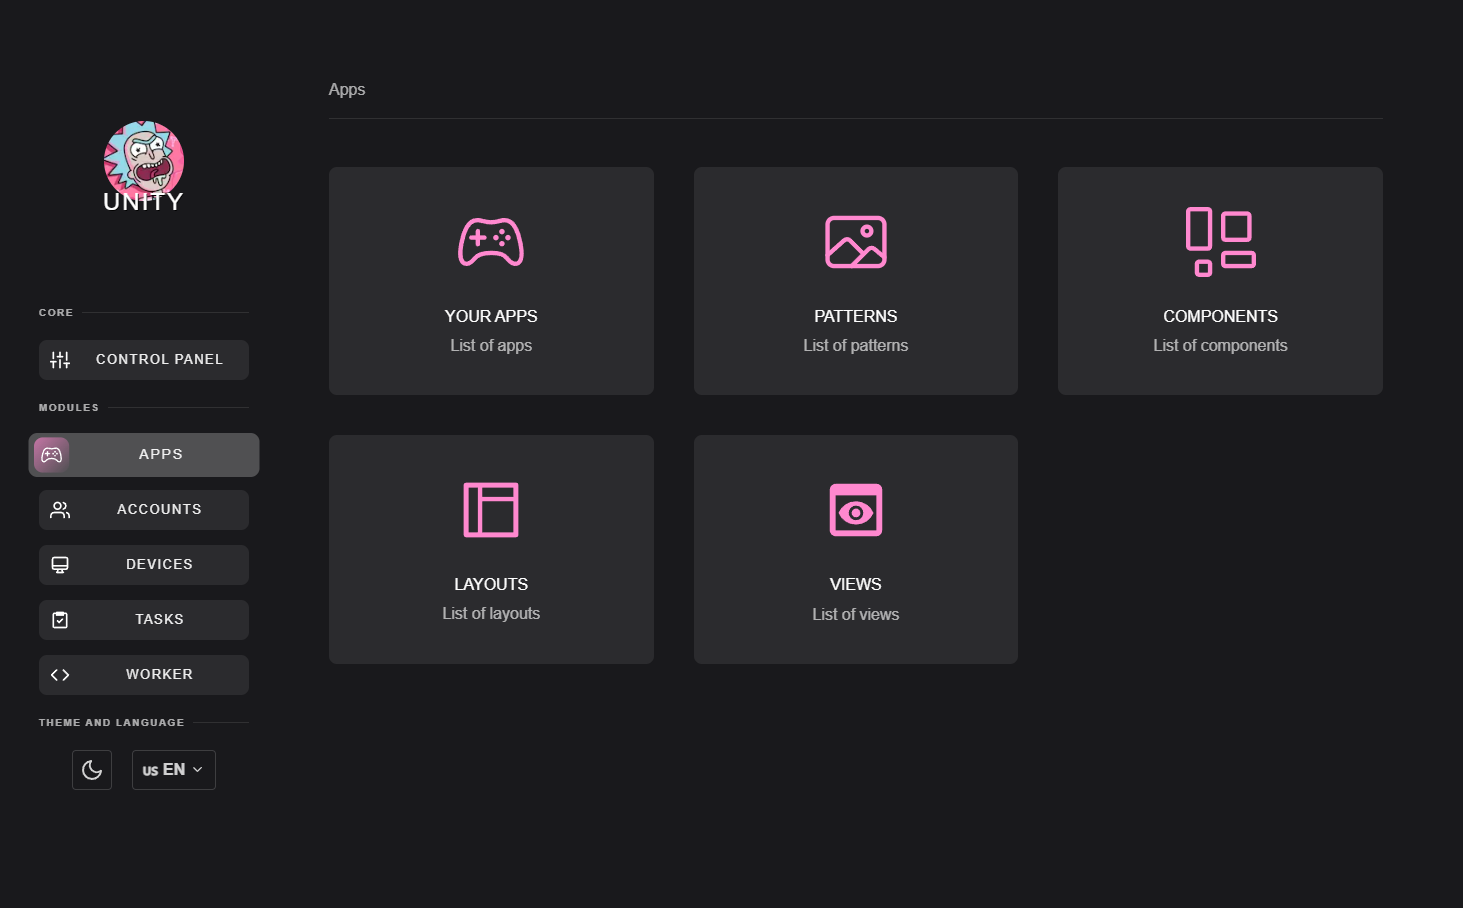 UNITY
CORE
CONTROL PANEL
MODULES
APPS
ACCOUNTS
DEVICES
TASKS
WORKER
THEME AND LANGUAGE
us EN
Apps
YOUR APPS
List of apps
PATTERNS
List of patterns
COMPONENTS
List of components
LAYOUTS
List of layouts
VIEWS
List of views